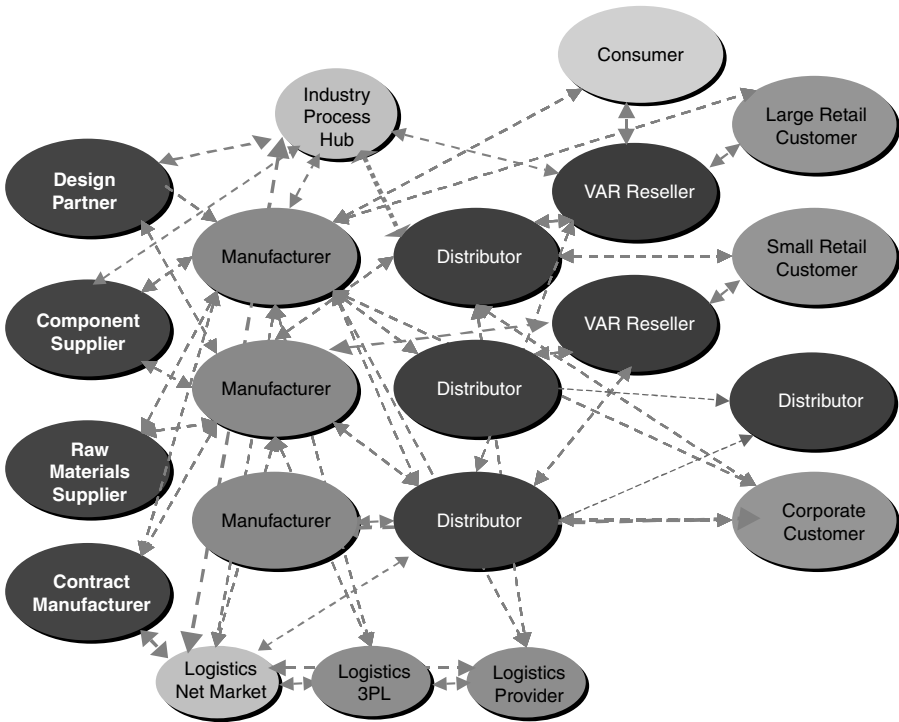 Consumer
Industry
Process
Hub
Large Retail
Customer
Design
Partner
VAR Reseller
Manufacturer
Distributor
Small Retail
Customer
Component
Supplier
VAR Reseller
Manufacturer
Distributor
Distributor
Raw
Materials
Supplier
Manufacturer
Distributor
Corporate
Customer
Contract
Manufacturer
Logistics
Net Market
Logistics
3PL
Logistics
Provider